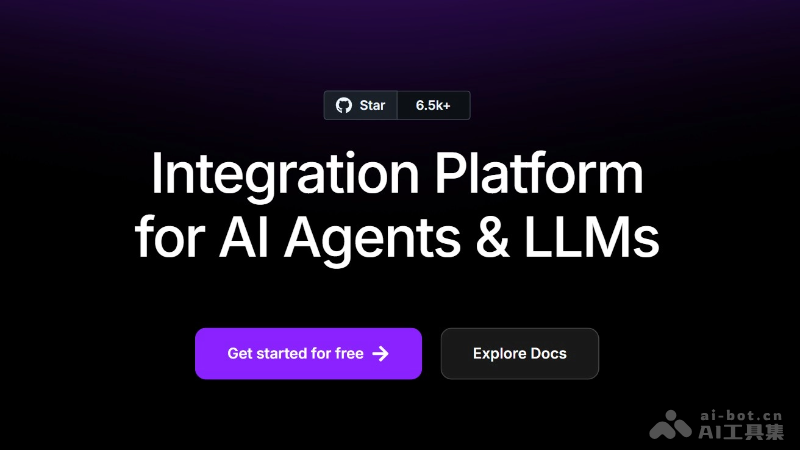 Star 6.5k+
Integration Platform
for AI Agents & LLMs
Get started for free → Explore Docs
ai-bot.cn
AI工具集